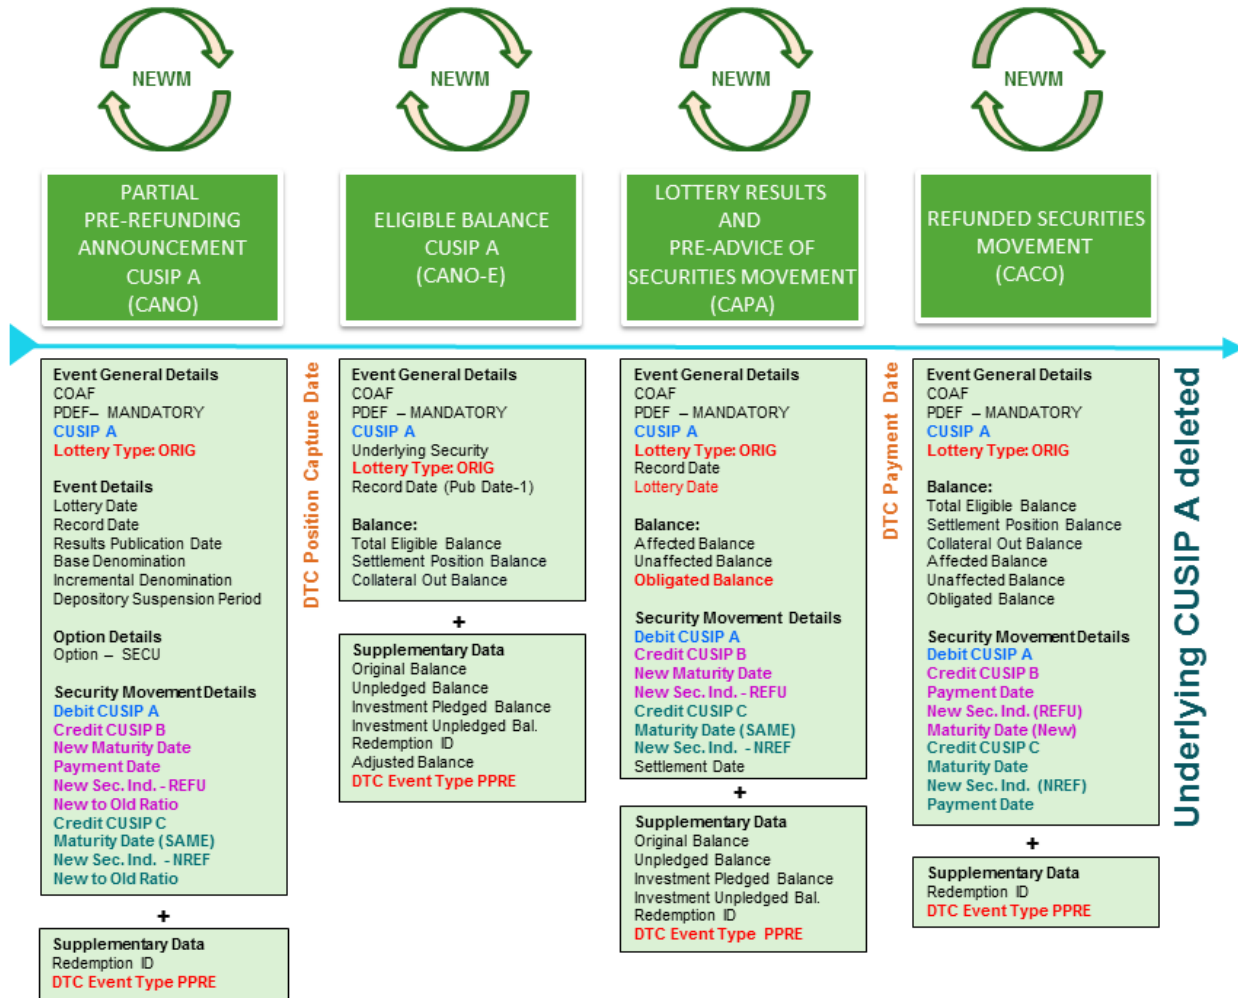 NEWM
NEWM
NEWM
NEWM
PARTIAL
PRE-REFUNDING
ANNOUNCEMENT
CUSIP A
(CANO)
ELIGIBLE BALANCE
CUSIP A
(CANO-E)
LOTTERY RESULTS
AND
PRE-ADVICE OF
SECURITIES MOVEMENT
(CAPA)
REFUNDED SECURITIES
MOVEMENT
(CACO)
Event General Details
COAF
PDEF– MANDATORY
CUSIP A
Lottery Type: ORIG
Event Details
Lottery Date
Record Date
Results Publication Date
Base Denomination
Incremental Denomination
Depository Suspension Period
Option Details
Option – SECU
Security Movement Details
Debit CUSIP A
Credit CUSIP B
New Maturity Date
Payment Date
New Sec. Ind. - REFU
New to Old Ratio
Credit CUSIP C
Maturity Date (SAME)
New Sec. Ind. - NREF
New to Old Ratio
+
Supplementary Data
Redemption ID
DTC Event Type PPRE
DTC Position Capture Date
Event General Details
COAF
PDEF – MANDATORY
CUSIP A
Underlying Security
Lottery Type: ORIG
Record Date (Pub Date-1)
Balance:
Total Eligible Balance
Settlement Position Balance
Collateral Out Balance
+
Supplementary Data
Original Balance
Unpledged Balance
Investment Pledged Balance
Investment Unpledged Bal.
Redemption ID
Adjusted Balance
DTC Event Type PPRE
Event General Details
COAF
PDEF – MANDATORY
CUSIP A
Lottery Type: ORIG
Record Date
Lottery Date
Balance:
Affected Balance
Unaffected Balance
Obligated Balance
Security Movement Details
Debit CUSIP A
Credit CUSIP B
New Maturity Date
New Sec. Ind. - REFU
Credit CUSIP C
Maturity Date (SAME)
New Sec. Ind. - NREF
Settlement Date
+
Supplementary Data
Original Balance
Unpledged Balance
Investment Pledged Balance
Investment Unpledged Bal.
Redemption ID
DTC Event Type PPRE
DTC Payment Date
Event General Details
COAF
PDEF – MANDATORY
CUSIP A
Lottery Type: ORIG
Balance:
Total Eligible Balance
Settlement Position Balance
Collateral Out Balance
Affected Balance
Unaffected Balance
Obligated Balance
Security Movement Details
Debit CUSIP A
Credit CUSIP B
Payment Date
New Sec. Ind. (REFU)
Maturity Date (New)
Credit CUSIP C
Maturity Date
New Sec. Ind. (NREF)
Payment Date
+
Supplementary Data
Redemption ID
DTC Event Type PPRE
Underlying CUSIP A deleted